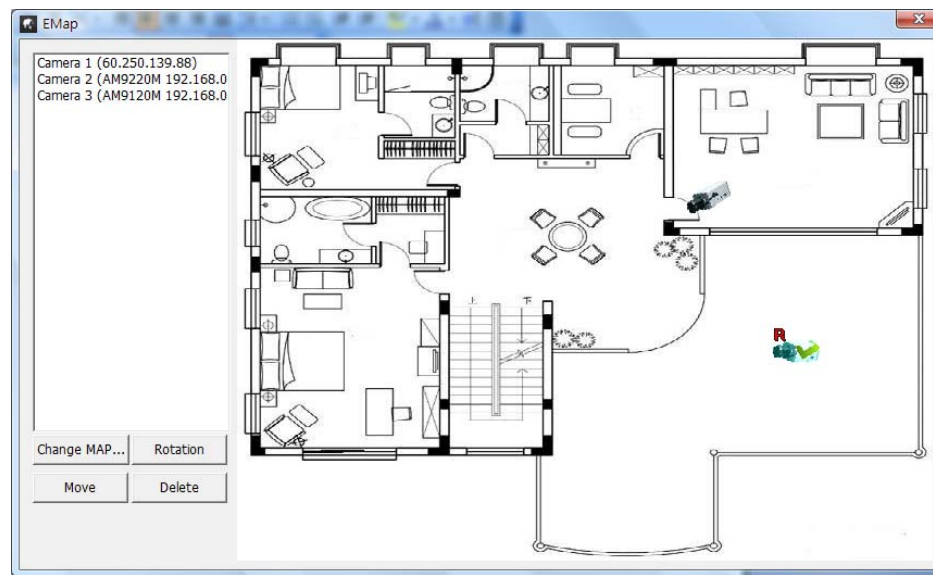 EMap
Camera 1 (60.250.139.88)
Camera 2 (AM9220M 192.168.0
Camera 3 (AM9120M 192.168.0
Change MAP...
Rotation
Move
Delete
上
下
R